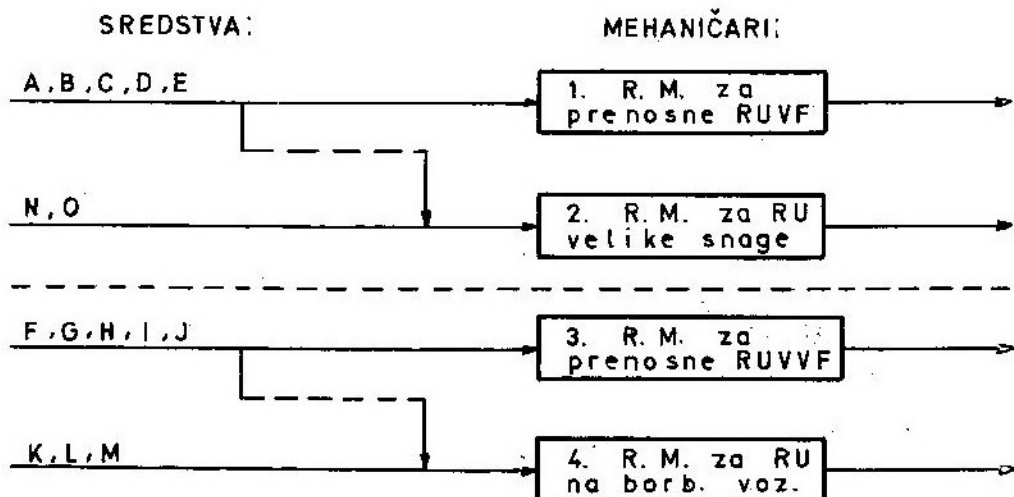 SREDSTVA:
MEHANIČARI:
A,B,C,D,E
1. R.M. za
prenosne RUVF
N,O
2. R.M. za RU
velike snage
F,G,H,I,J
3. R.M. za
prenosne RUVVF
K,L,M
4. R.M. za RU
na borb. voz.